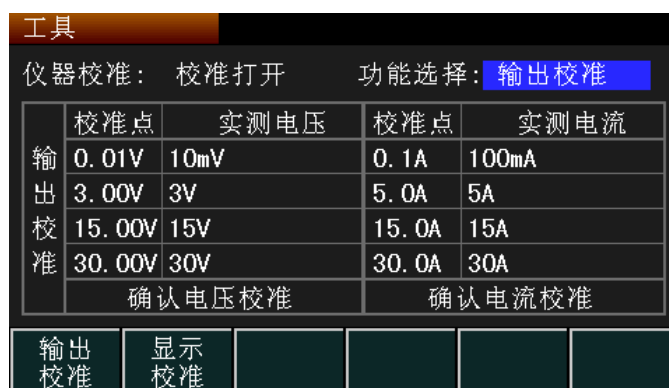 工具
仪器校准: 校准打开 功能选择: 输出校准
校准点 实测电压 校准点 实测电流
输出校准
0.01V 10mV 0.1A 100mA
3.00V 3V 5.0A 5A
15.00V 15V 15.0A 15A
30.00V 30V 30.0A 30A
确认电压校准 确认电流校准
输出 显示
校准 校准